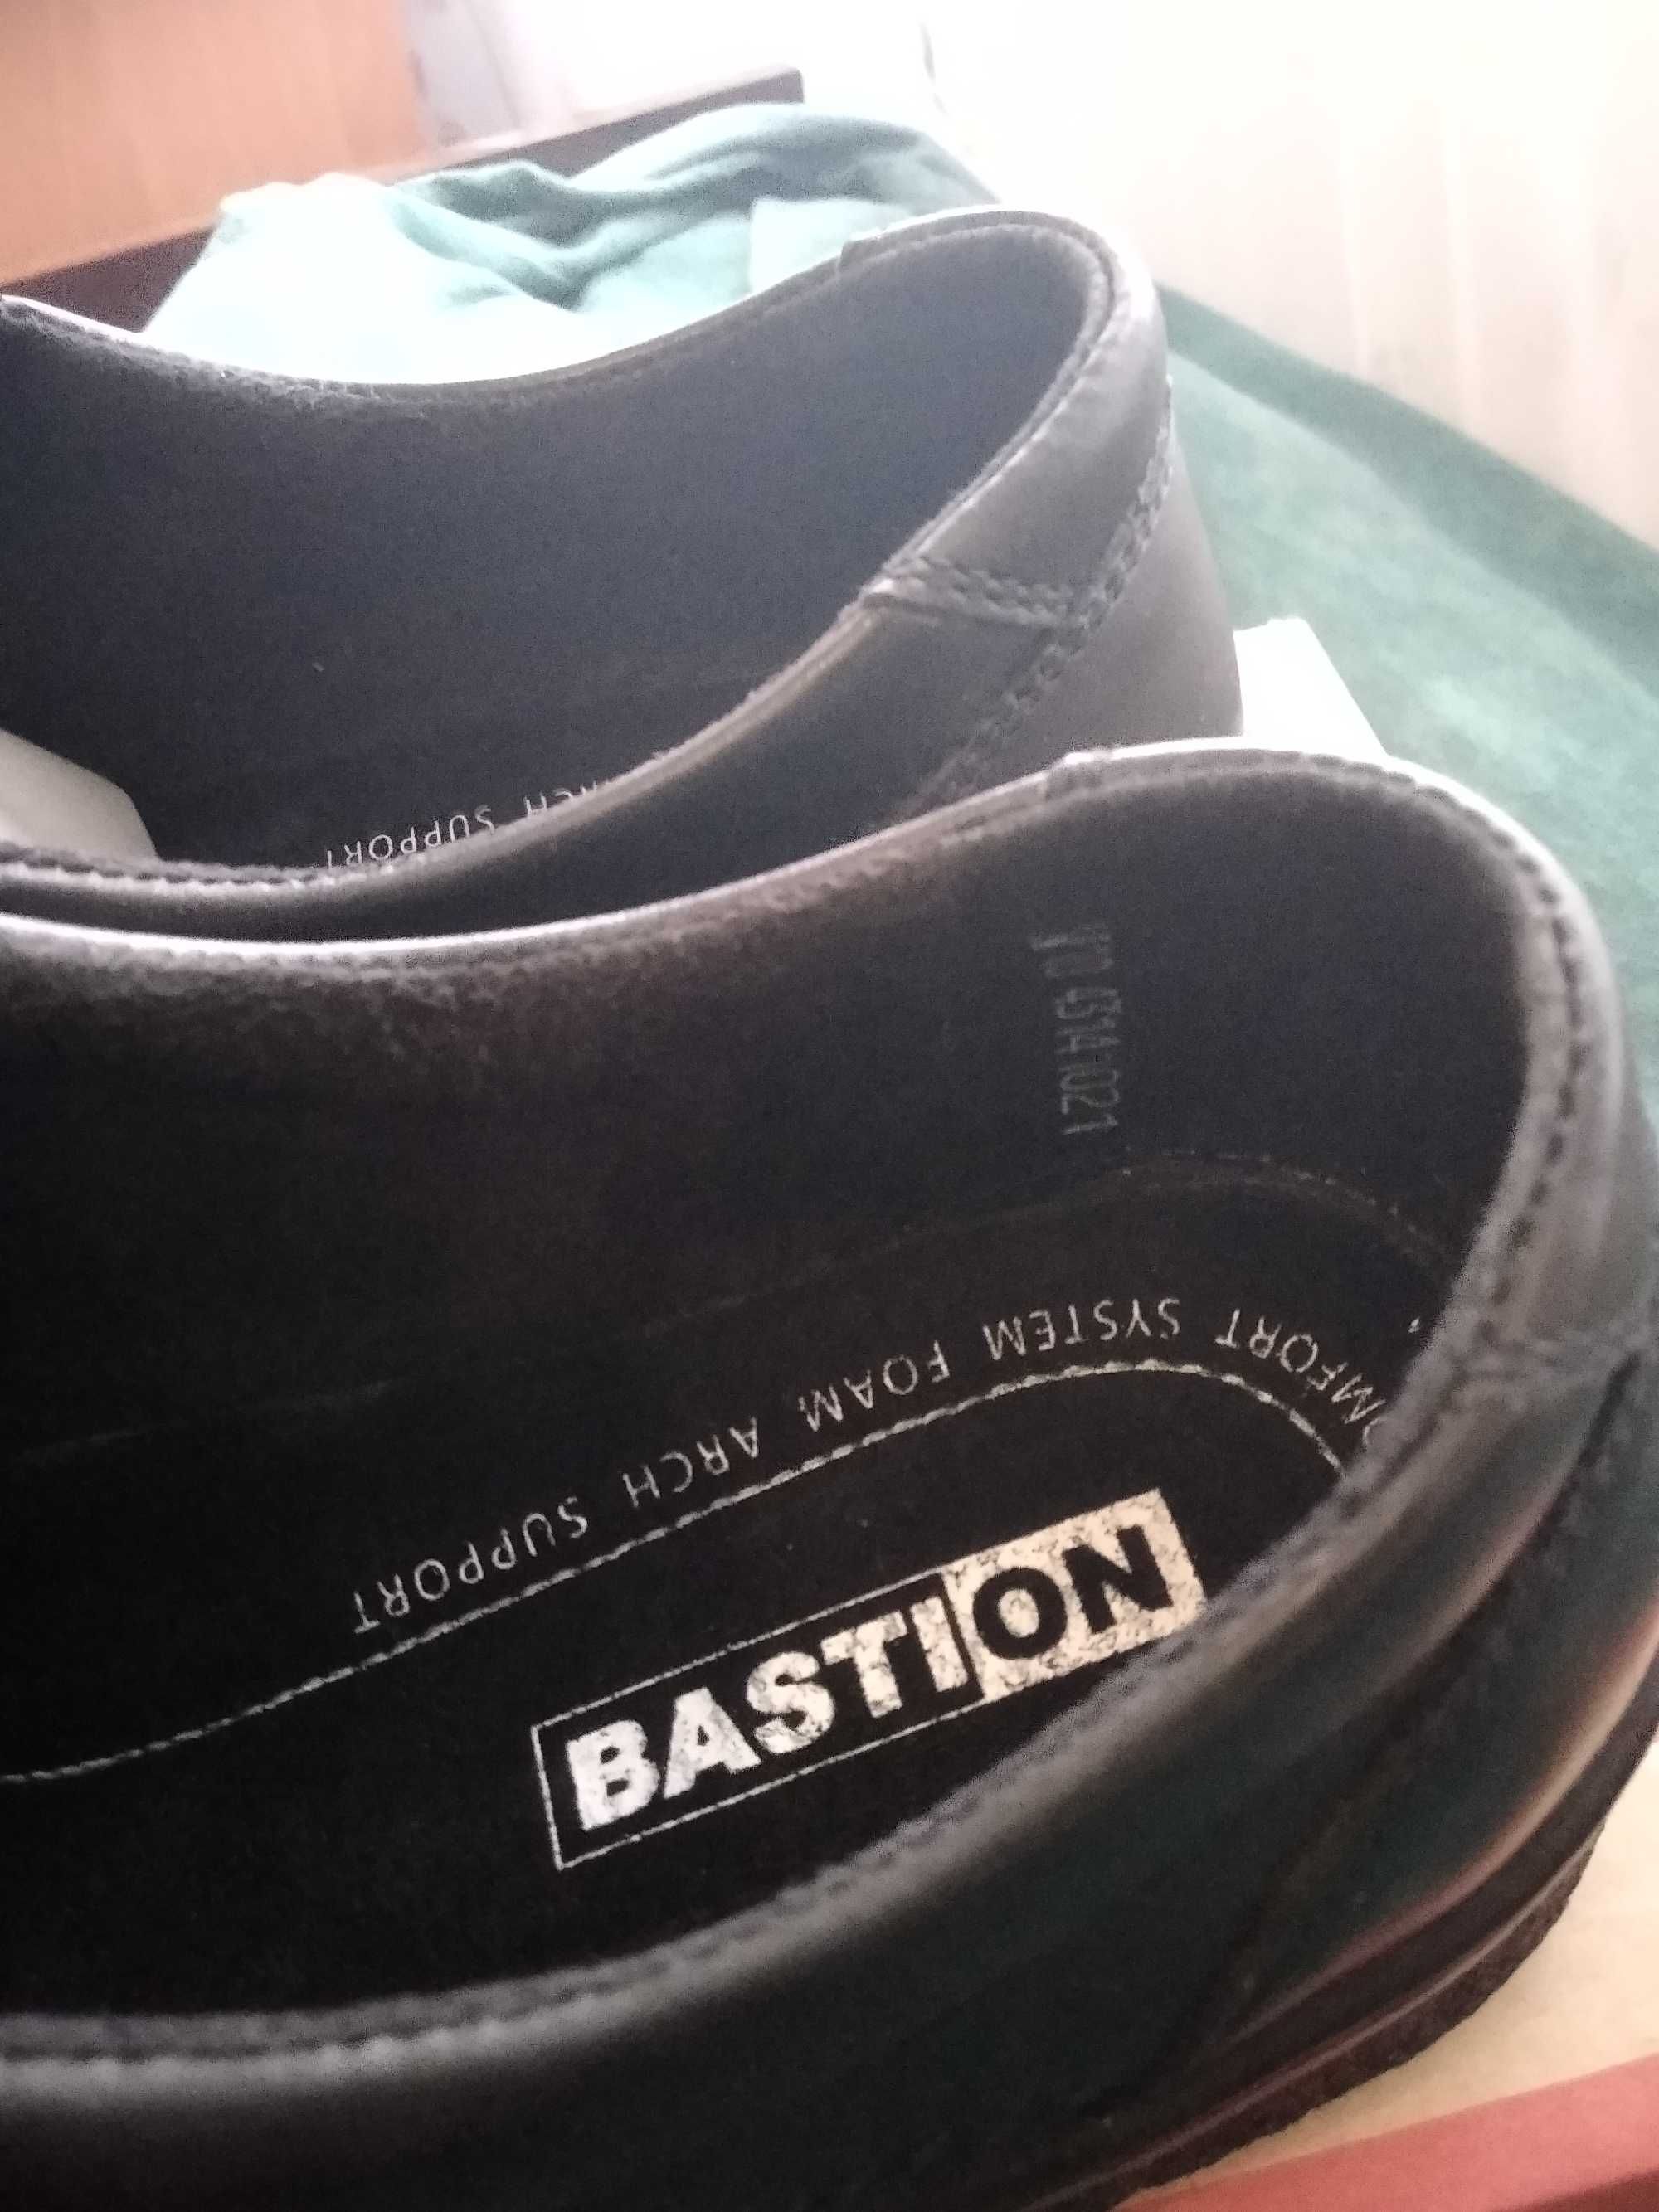 ARCH SUPPORT
COMFORT SYSTEM FOAM ARCH SUPPORT
BASTION